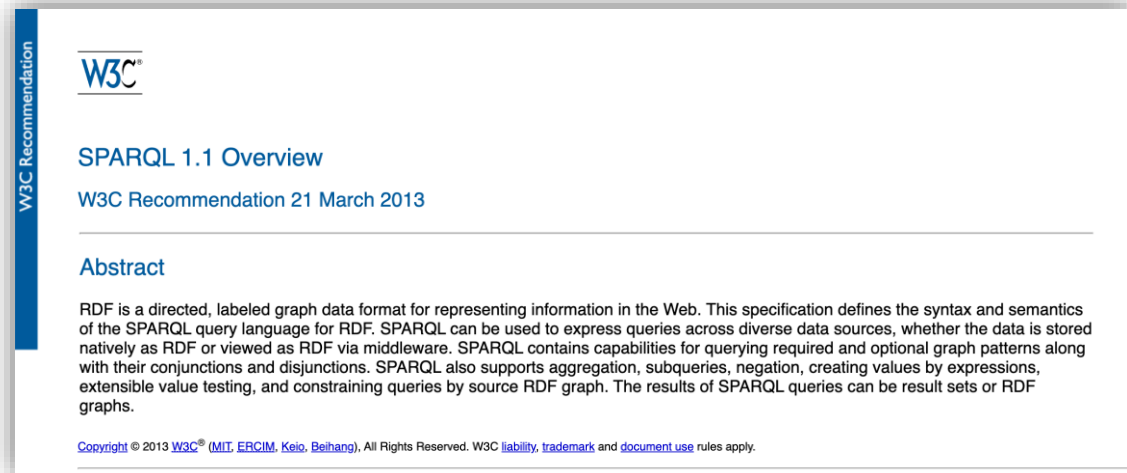 W3C Recommendation
W3C®
SPARQL 1.1 Overview
W3C Recommendation 21 March 2013
Abstract
RDF is a directed, labeled graph data format for representing information in the Web. This specification defines the syntax and semantics
of the SPARQL query language for RDF. SPARQL can be used to express queries across diverse data sources, whether the data is stored
natively as RDF or viewed as RDF via middleware. SPARQL contains capabilities for querying required and optional graph patterns along
with their conjunctions and disjunctions. SPARQL also supports aggregation, subqueries, negation, creating values by expressions,
extensible value testing, and constraining queries by source RDF graph. The results of SPARQL queries can be result sets or RDF
graphs.
Copyright © 2013 W3C® (MIT, ERCIM, Keio, Beihang), All Rights Reserved. W3C liability, trademark and document use rules apply.